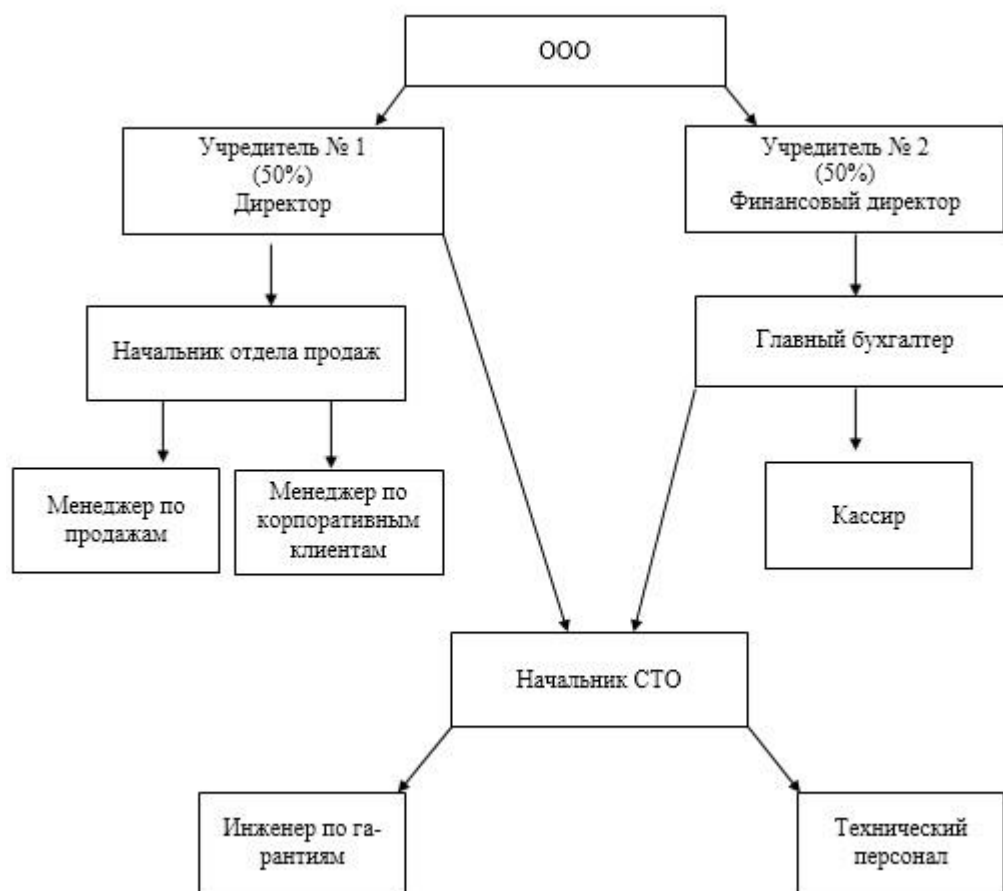 ООО
Учредитель № 1
(50%)
Директор
Учредитель № 2
(50%)
Финансовый директор
Начальник отдела продаж
Главный бухгалтер
Менеджер по
продажам
Менеджер по
корпоративным
клиентам
Кассир
Начальник СТО
Инженер по га-
рантиям
Технический
персонал